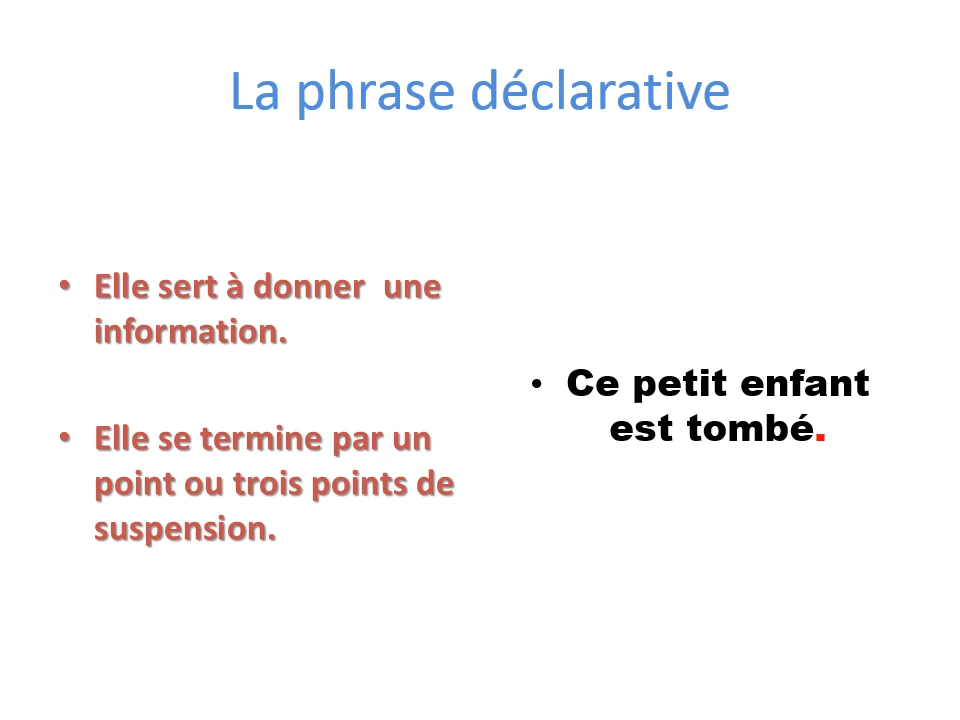 La phrase déclarative
• Elle sert à donner  une
information.
• Elle se termine par un
point ou trois points de
suspension.
• Ce petit enfant
est tombé.